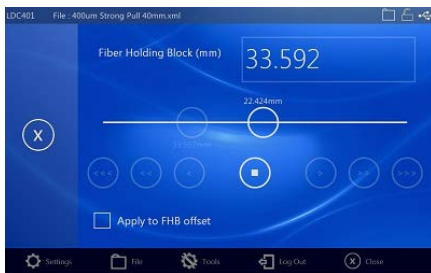 LDC401 File : 400um Strong Pull 40mm.xml
Fiber Holding Block (mm)
33.592
22.424mm
X
<<< << < > >> >>>
Apply to FHB offset
Settings File Tools Log Out X Close